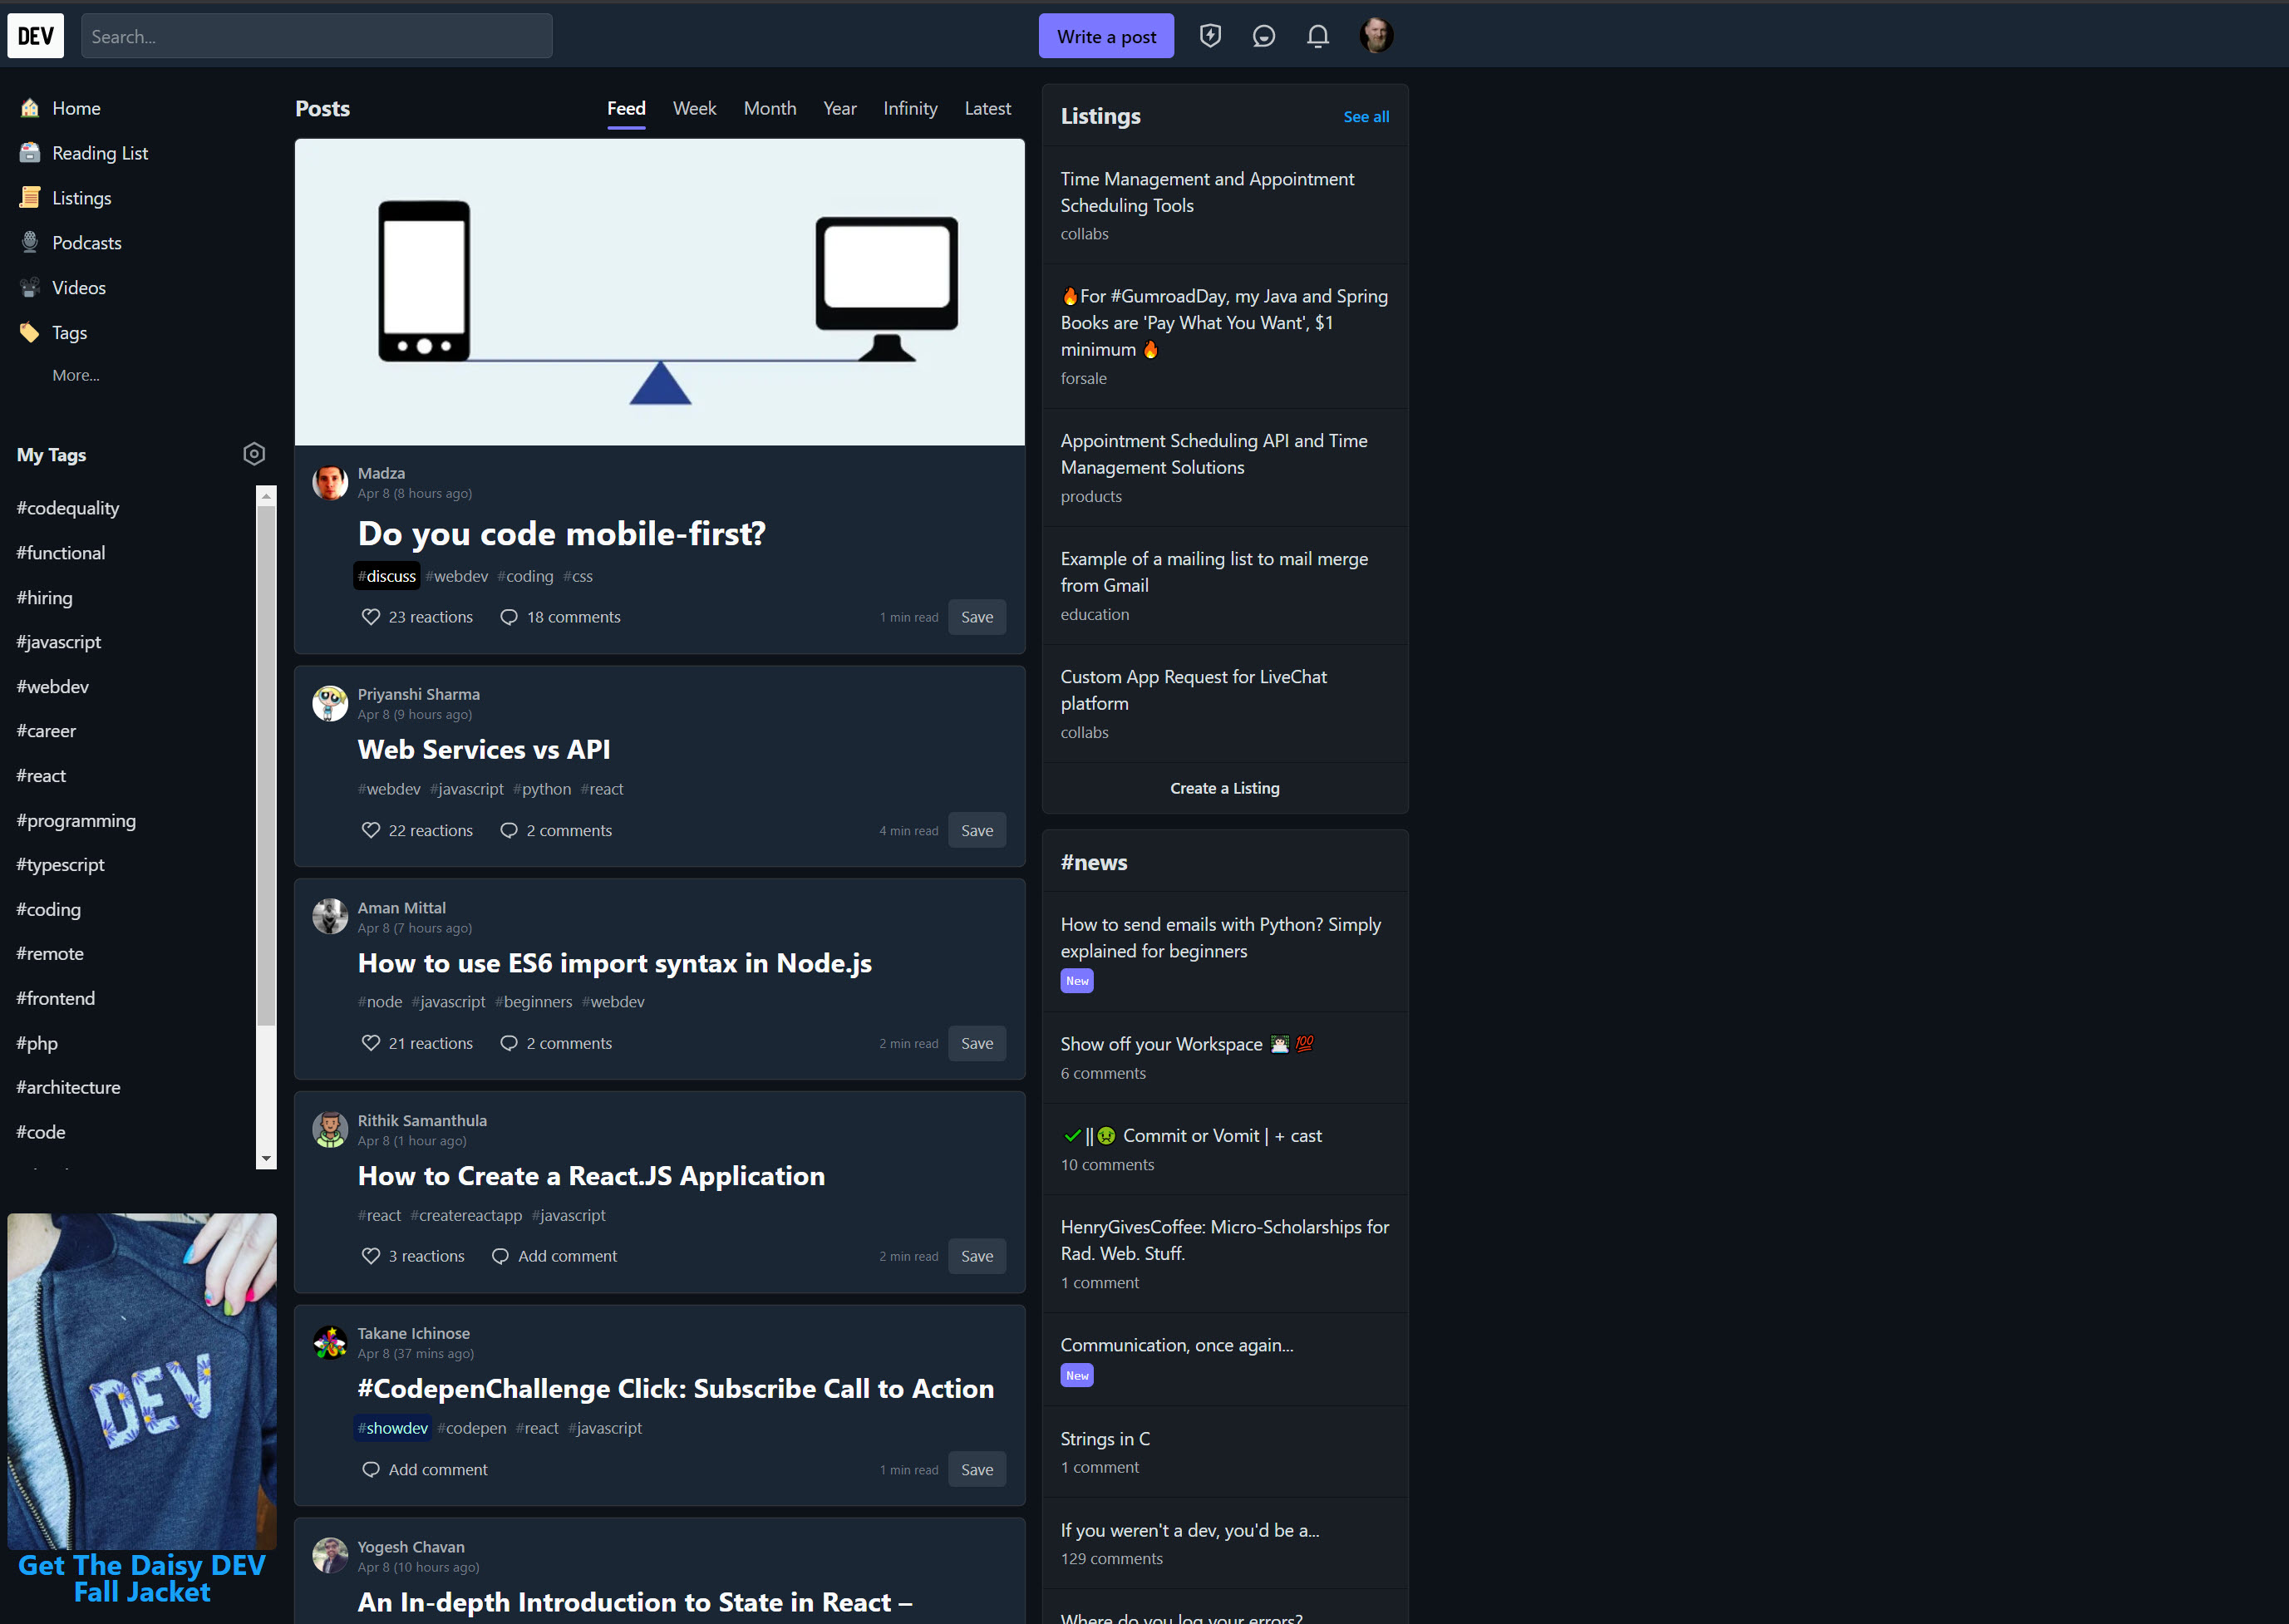 DEV
Search...
Write a post
Home
Reading List
Listings
Podcasts
Videos
Tags
More...
My Tags
#codequality
#functional
#hiring
#javascript
#webdev
#career
#react
#programming
#typescript
#coding
#remote
#frontend
#php
#architecture
#code
DEV
Get The Daisy DEV
Fall Jacket
Posts
Feed Week Month Year Infinity Latest
Madza
Apr 8 (8 hours ago)
Do you code mobile-first?
#discuss #webdev #coding #css
23 reactions 18 comments 1 min read Save
Priyanshi Sharma
Apr 8 (9 hours ago)
Web Services vs API
#webdev #javascript #python #react
22 reactions 2 comments 4 min read Save
Aman Mittal
Apr 8 (7 hours ago)
How to use ES6 import syntax in Node.js
#node #javascript #beginners #webdev
21 reactions 2 comments 2 min read Save
Rithik Samanthula
Apr 8 (1 hour ago)
How to Create a React.JS Application
#react #createreactapp #javascript
3 reactions Add comment 2 min read Save
Takane Ichinose
Apr 8 (37 mins ago)
#CodepenChallenge Click: Subscribe Call to Action
#showdev #codepen #react #javascript
Add comment 1 min read Save
Yogesh Chavan
Apr 8 (10 hours ago)
An In-depth Introduction to State in React –
Listings See all
Time Management and Appointment
Scheduling Tools
collabs
🔥For #GumroadDay, my Java and Spring
Books are 'Pay What You Want', $1
minimum 🔥
forsale
Appointment Scheduling API and Time
Management Solutions
products
Example of a mailing list to mail merge
from Gmail
education
Custom App Request for LiveChat
platform
collabs
Create a Listing
#news
How to send emails with Python? Simply
explained for beginners
New
Show off your Workspace 👨🏻‍💻 💯
6 comments
✔||🤢 Commit or Vomit | + cast
10 comments
HenryGivesCoffee: Micro-Scholarships for
Rad. Web. Stuff.
1 comment
Communication, once again...
New
Strings in C
1 comment
If you weren't a dev, you'd be a...
129 comments
Where do you log your errors?